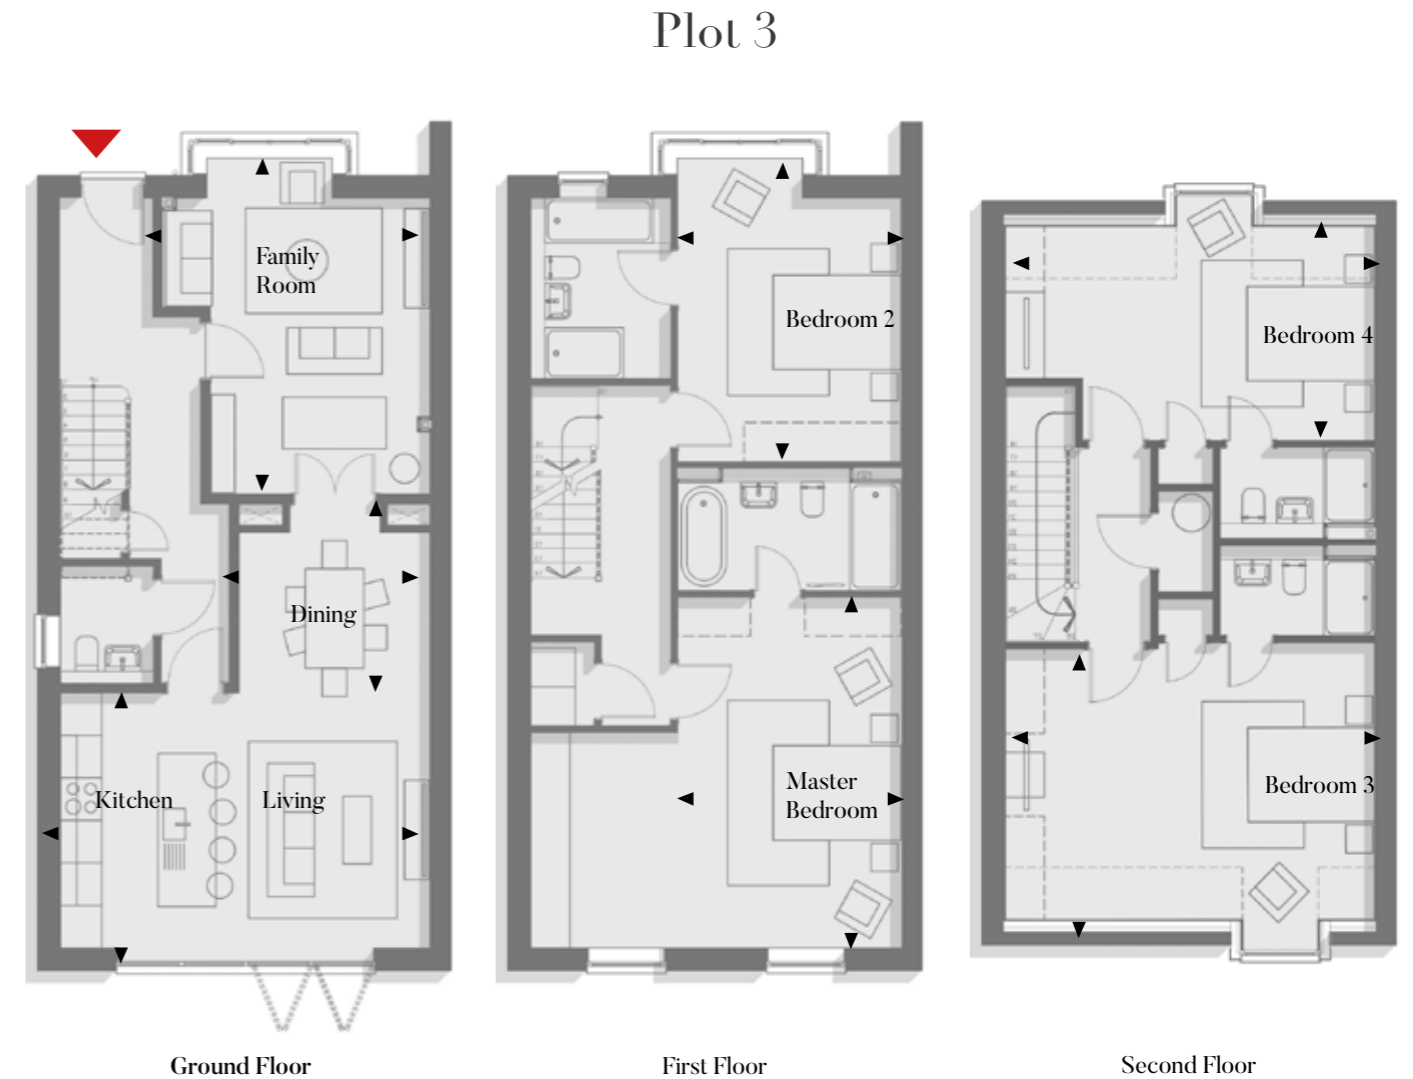 Plot 3
Family
Room
Dining
Kitchen
Living
Ground Floor
Bedroom 2
Master
Bedroom
First Floor
Bedroom 4
Bedroom 3
Second Floor